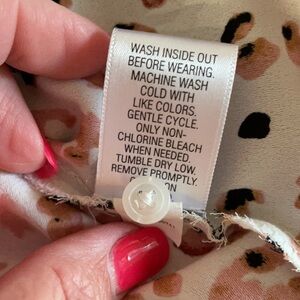 WASH INSIDE OUT
BEFORE WEARING.
MACHINE WASH
COLD WITH
LIKE COLORS.
GENTLE CYCLE.
ONLY NON-
CHLORINE BLEACH
WHEN NEEDED.
TUMBLE DRY LOW.
REMOVE PROMPTLY.